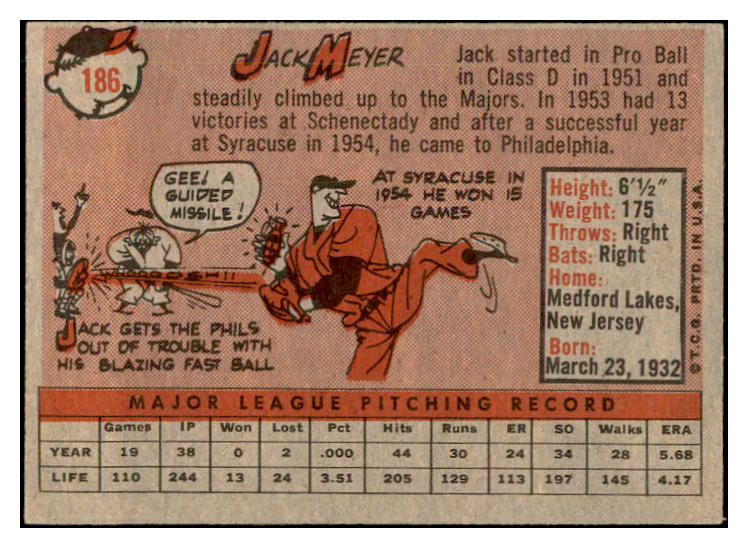 186
JACK MEYER
Jack started in Pro Ball
in Class D in 1951 and
steadily climbed up to the Majors. In 1953 had 13
victories at Schenectady and after a successful year
at Syracuse in 1954, he came to Philadelphia.
GEE! A
GUIDED
MISSILE!
AT SYRACUSE IN
1954 HE WON 15
GAMES
WHOOOOSH!!
JACK GETS THE PHILS
OUT OF TROUBLE WITH
HIS BLAZING FAST BALL
Height: 6'½"
Weight: 175
Throws: Right
Bats: Right
Home:
Medford Lakes,
New Jersey
Born:
March 23, 1932
© T.C.G. PRTD. IN U.S.A.
MAJOR LEAGUE PITCHING RECORD
Games IP Won Lost Pct Hits Runs ER SO Walks ERA
YEAR 19 38 0 2 .000 44 30 24 34 28 5.68
LIFE 110 244 13 24 3.51 205 129 113 197 145 4.17